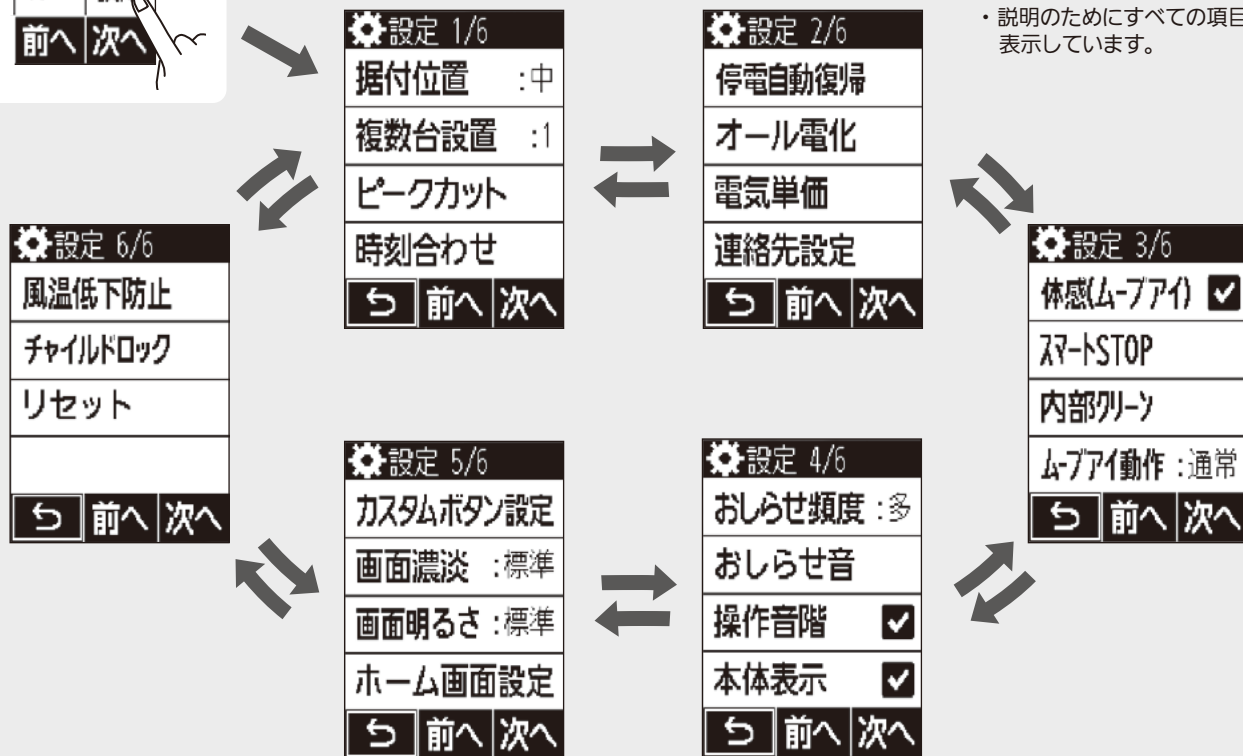 前へ 次へ
・説明のためにすべての項目
表示しています。
設定 1/6
据付位置 :中
複数台設置 :1
ピークカット
時刻合わせ
前へ 次へ
設定 2/6
停電自動復帰
オール電化
電気単価
連絡先設定
前へ 次へ
設定 3/6
体感(ムーブアイ)
スマートSTOP
内部クリーン
ムーブアイ動作:通常
前へ 次へ
設定 4/6
おしらせ頻度:多
おしらせ音
操作音階
本体表示
前へ 次へ
設定 5/6
カスタムボタン設定
画面濃淡 :標準
画面明るさ:標準
ホーム画面設定
前へ 次へ
設定 6/6
風温低下防止
チャイルドロック
リセット
前へ 次へ